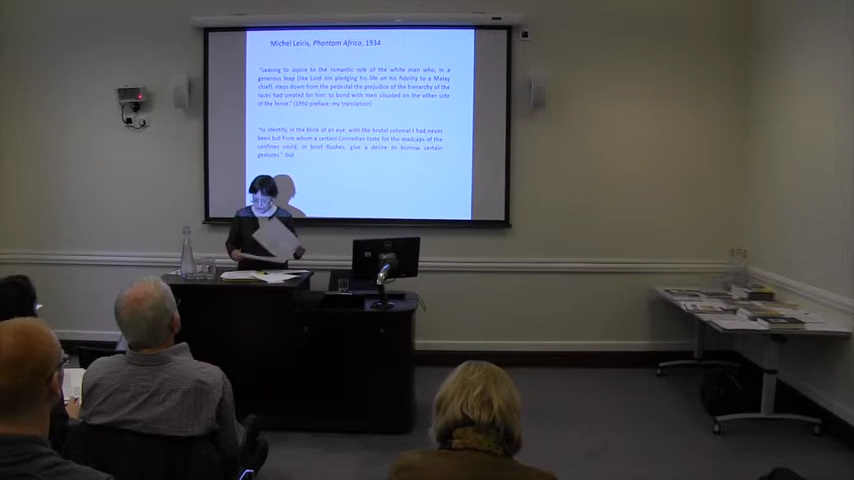 Michel Leiris, Phantom Africa, 1934
"Leasing to aspire to the romantic role of the white man who, in a
generous leap (like Lord Jim pledging his life on his fidelity to a Malay
chief), steps down from the pedestal the prejudice of the hierarchy of the
races had created for him, to bond with men situated on the other side
of the fence." (1950 preface; my translation)
"to identify, in the blink of an eye, with the brutal colonial I had never
been but from whom a certain Conradian taste for the madcaps of the
confines could, in brief flushes, give a desire to borrow certain
gestures." ibid